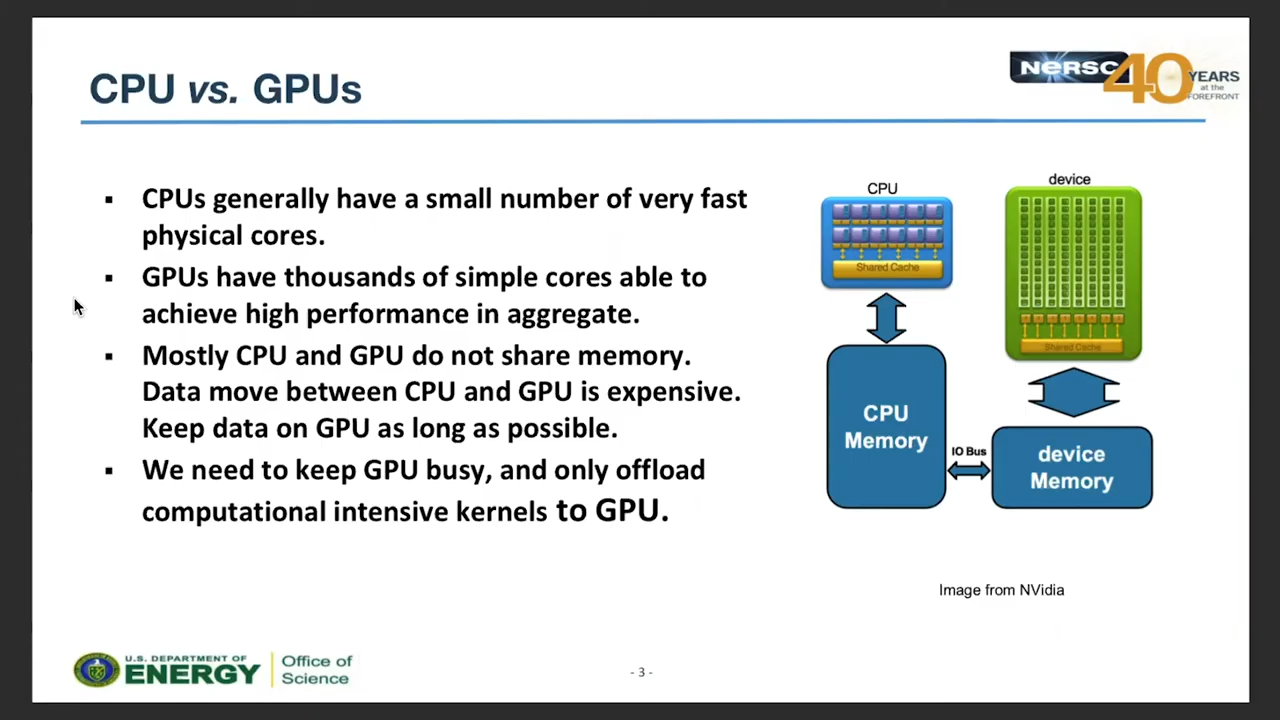 CPU vs. GPUs
NERSC
40
YEARS
at the
FOREFRONT
▪ CPUs generally have a small number of very fast
physical cores.
▪ GPUs have thousands of simple cores able to
achieve high performance in aggregate.
▪ Mostly CPU and GPU do not share memory.
Data move between CPU and GPU is expensive.
Keep data on GPU as long as possible.
▪ We need to keep GPU busy, and only offload
computational intensive kernels to GPU.
CPU
Shared Cache
CPU
Memory
IO Bus
device
Shared Cache
device
Memory
Image from NVidia
U.S. DEPARTMENT OF
ENERGY
Office of
Science
- 3 -